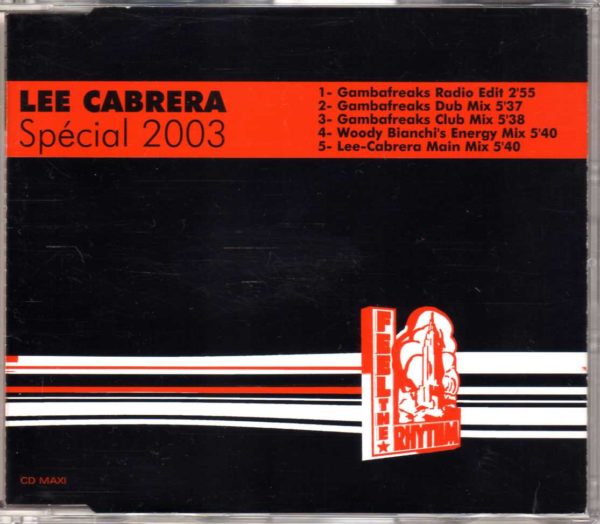 LEE CABRERA
Spécial 2003
1- Gambafreaks Radio Edit 2'55
2- Gambafreaks Dub Mix 5'37
3- Gambafreaks Club Mix 5'38
4- Woody Bianchi's Energy Mix 5'40
5- Lee-Cabrera Main Mix 5'40
FEEL THE
RHYTHM
CD MAXI